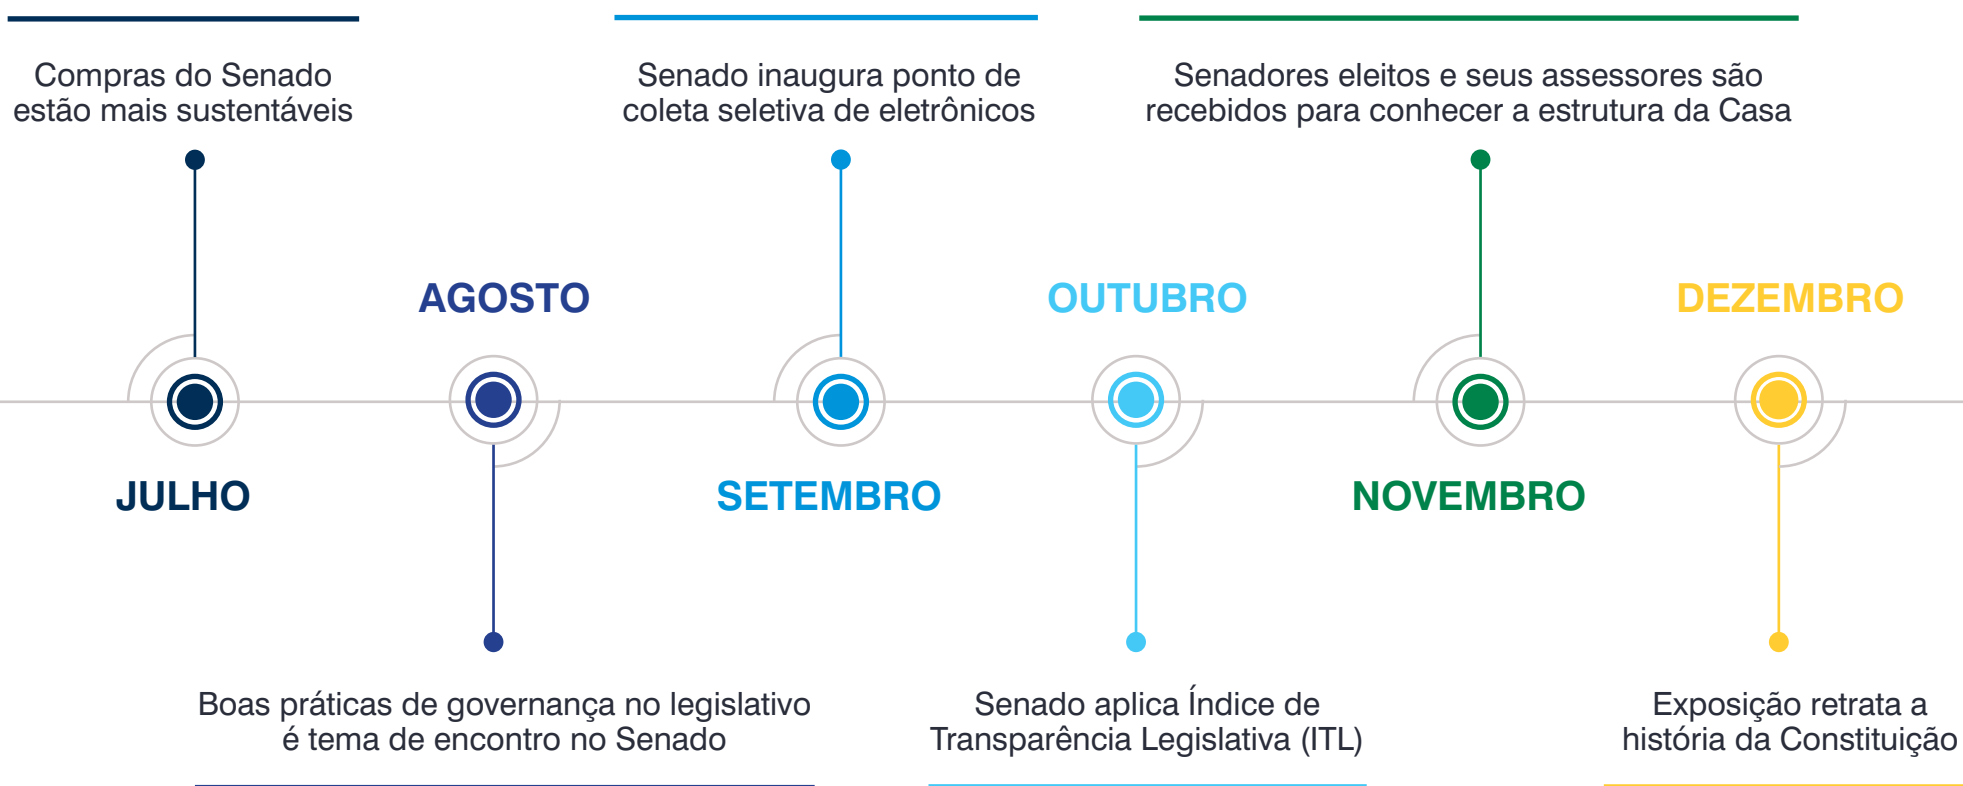 Compras do Senado
estão mais sustentáveis
Senado inaugura ponto de
coleta seletiva de eletrônicos
Senadores eleitos e seus assessores são
recebidos para conhecer a estrutura da Casa
AGOSTO
OUTUBRO
DEZEMBRO
JULHO
SETEMBRO
NOVEMBRO
Boas práticas de governança no legislativo
é tema de encontro no Senado
Senado aplica Índice de
Transparência Legislativa (ITL)
Exposição retrata a
história da Constituição